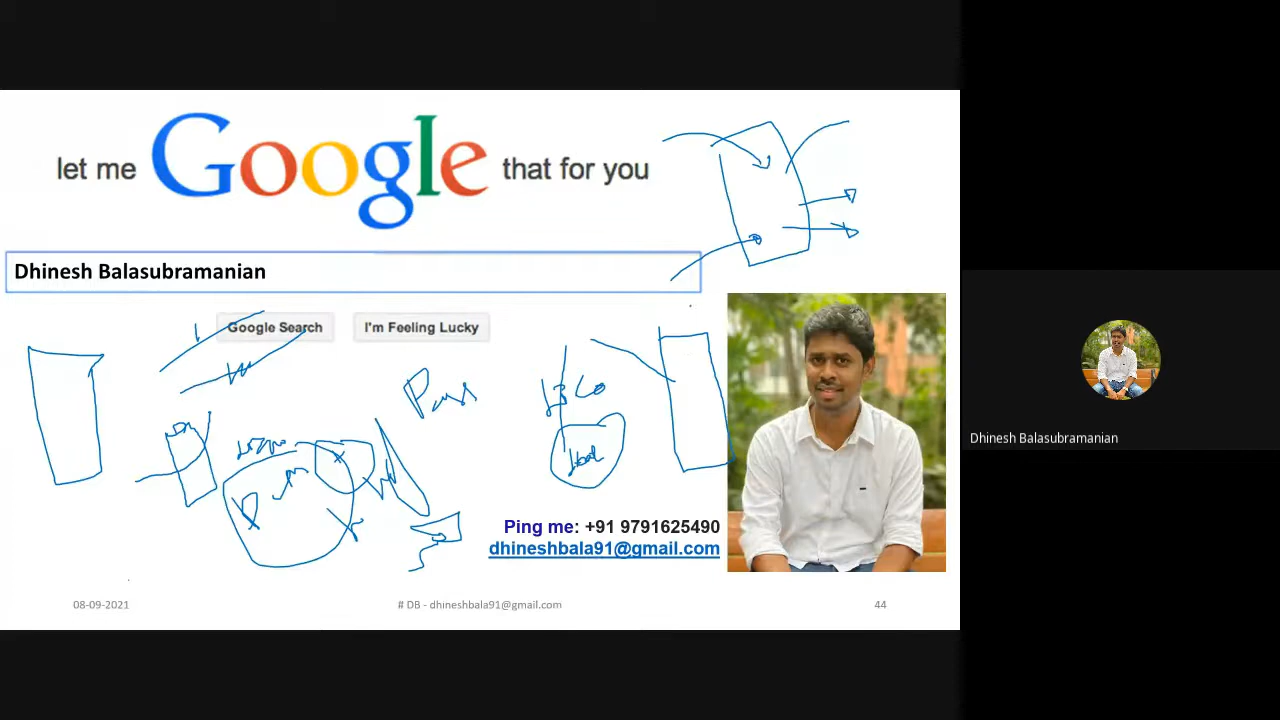 let me Google that for you
Dhinesh Balasubramanian
Google Search I'm Feeling Lucky
Ping me: +91 9791625490
dhineshbala91@gmail.com
08-09-2021 # DB - dhineshbala91@gmail.com 44
Dhinesh Balasubramanian